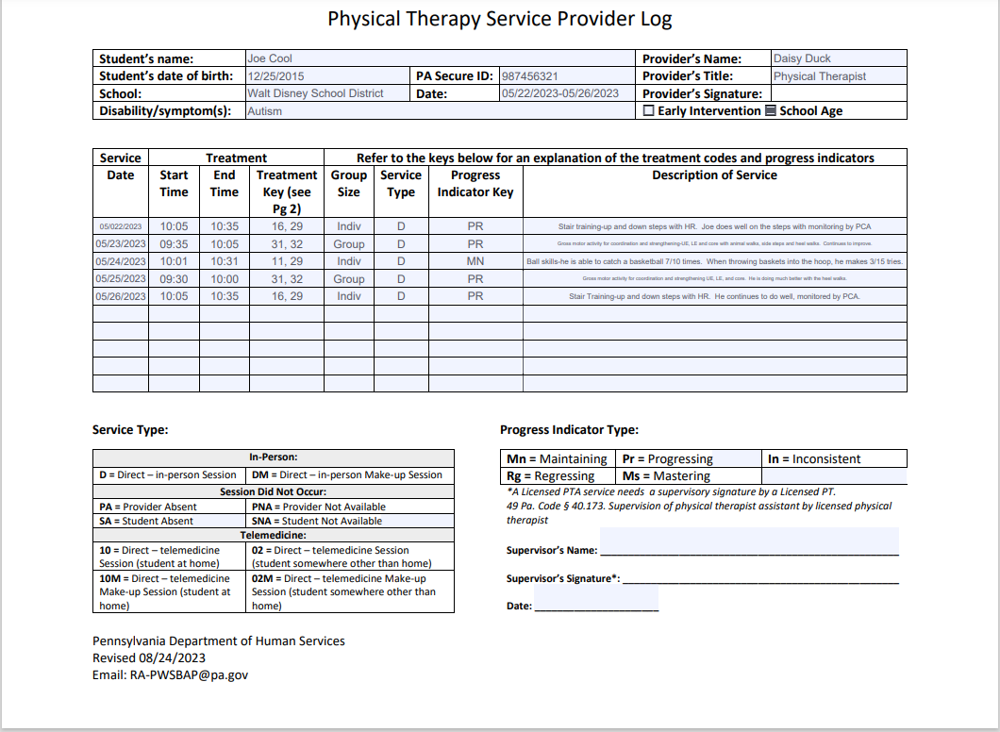 Physical Therapy Service Provider Log
Student's name: Joe Cool Provider's Name: Daisy Duck
Student's date of birth: 12/25/2015 PA Secure ID: 987456321 Provider's Title: Physical Therapist
School: Walt Disney School District Date: 05/22/2023-05/26/2023 Provider's Signature:
Disability/symptom(s): Autism Early Intervention School Age
Service Treatment Refer to the keys below for an explanation of the treatment codes and progress indicators
Date Start End Treatment Group Service Progress Description of Service
Time Time Key (see Size Type Indicator Key
Pg 2)
05/022/2023 10:05 10:35 16, 29 Indiv D PR Stair training-up and down steps with HR. Joe does well on the steps with monitoring by PCA
05/23/2023 09:35 10:05 31, 32 Group D PR Gross motor activity for coordination and strengthening-UE, LE and core with animal walks, side steps and heel walks. Continues to improve.
05/24/2023 10:01 10:31 11, 29 Indiv D MN Ball skills-he is able to catch a basketball 7/10 times. When throwing baskets into the hoop, he makes 3/15 tries.
05/25/2023 09:30 10:00 31, 32 Group D PR Gross motor activity for coordination and strengthening UE, LE, and core. He is doing much better with the heel walks.
05/26/2023 10:05 10:35 16, 29 Indiv D PR Stair Training-up and down steps with HR. He continues to do well, monitored by PCA.
Service Type:
In-Person:
D = Direct – in-person Session DM = Direct – in-person Make-up Session
Session Did Not Occur:
PA = Provider Absent PNA = Provider Not Available
SA = Student Absent SNA = Student Not Available
Telemedicine:
10 = Direct – telemedicine 02 = Direct – telemedicine Session
Session (student at home) (student somewhere other than home)
10M = Direct – telemedicine 02M = Direct – telemedicine Make-up
Make-up Session (student at Session (student somewhere other than
home) home)
Progress Indicator Type:
Mn = Maintaining Pr = Progressing In = Inconsistent
Rg = Regressing Ms = Mastering
*A Licensed PTA service needs a supervisory signature by a Licensed PT.
49 Pa. Code § 40.173. Supervision of physical therapist assistant by licensed physical
therapist
Supervisor's Name:
Supervisor's Signature*:
Date:
Pennsylvania Department of Human Services
Revised 08/24/2023
Email: RA-PWSBAP@pa.gov